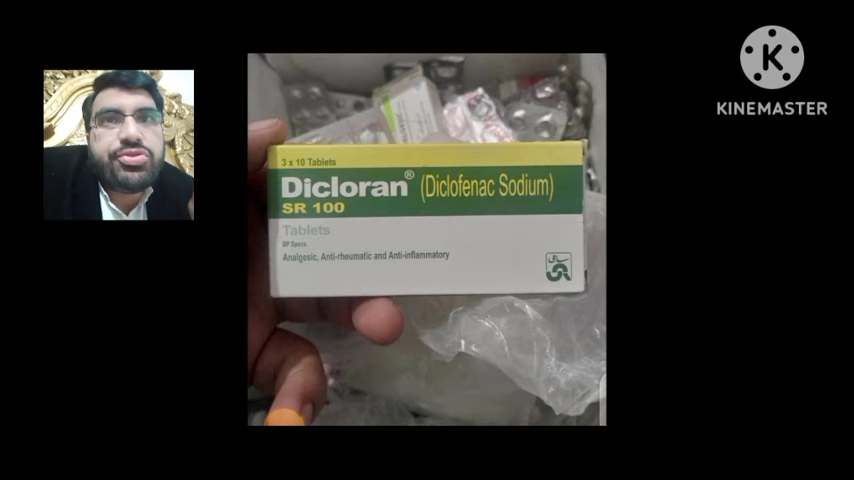 KINEMASTER
3 x 10 Tablets
Dicloran® (Diclofenac Sodium)
SR 100
Tablets
BP Specs.
Analgesic, Anti-rheumatic and Anti-inflammatory